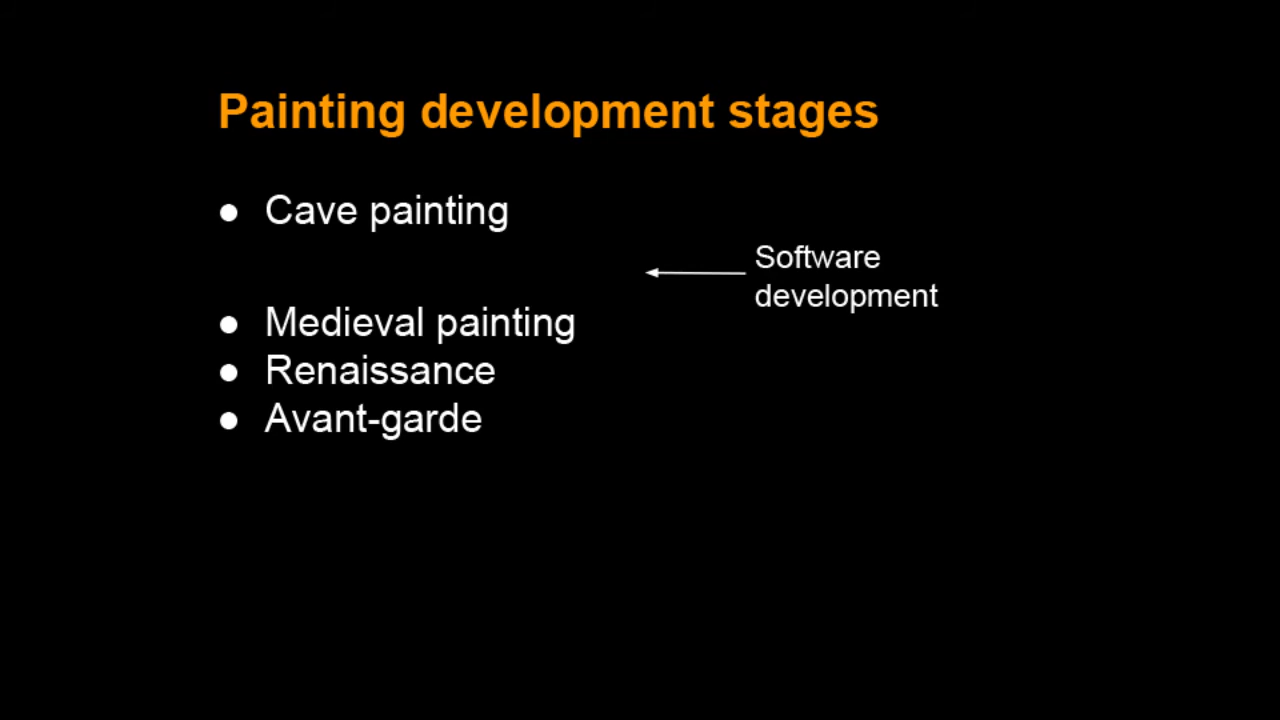 Painting development stages
● Cave painting
Software
development
● Medieval painting
● Renaissance
● Avant-garde